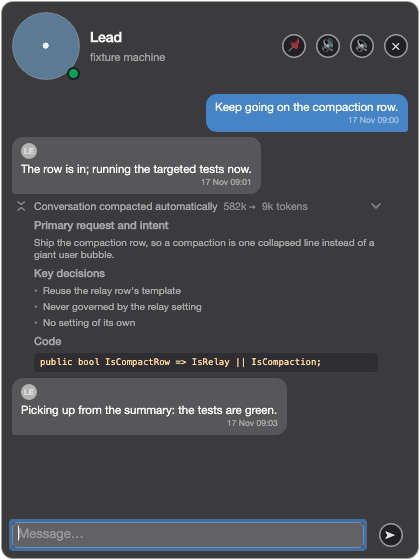 Lead
fixture machine
Keep going on the compaction row.
17 Nov 09:00
LE
The row is in; running the targeted tests now.
17 Nov 09:01
Conversation compacted automatically 582k → 9k tokens
Primary request and intent
Ship the compaction row, so a compaction is one collapsed line instead of a
giant user bubble.
Key decisions
• Reuse the relay row's template
• Never governed by the relay setting
• No setting of its own
Code
public bool IsCompactRow => IsRelay || IsCompaction;
LE
Picking up from the summary: the tests are green.
17 Nov 09:03
Message…